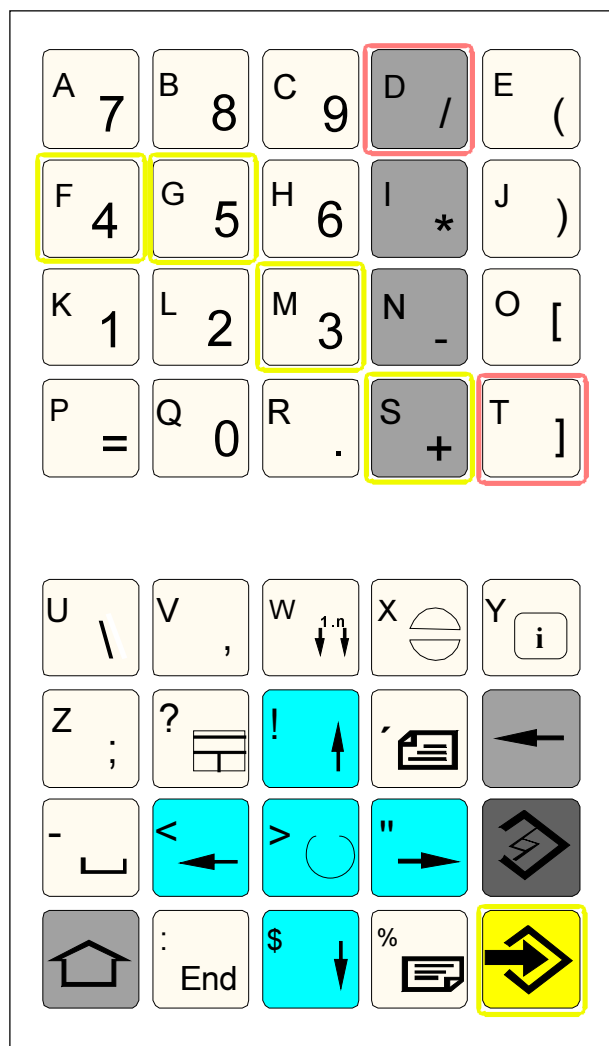 A 7 B 8 C 9 D / E (
F 4 G 5 H 6 I * J )
K 1 L 2 M 3 N - O [
P = Q 0 R . S + T ]
U \ V , W 1.n X Y i
Z ; ? ! ´
- < > "
: End $ %